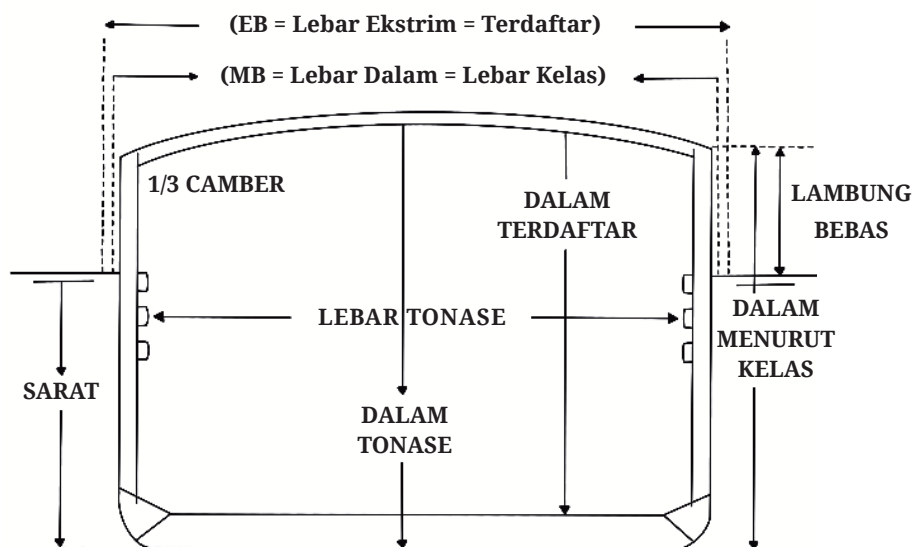 (EB = Lebar Ekstrim = Terdaftar)
(MB = Lebar Dalam = Lebar Kelas)
1/3 CAMBER
DALAM
TERDAFTAR
LAMBUNG
BEBAS
LEBAR TONASE
DALAM
MENURUT
KELAS
SARAT
DALAM
TONASE